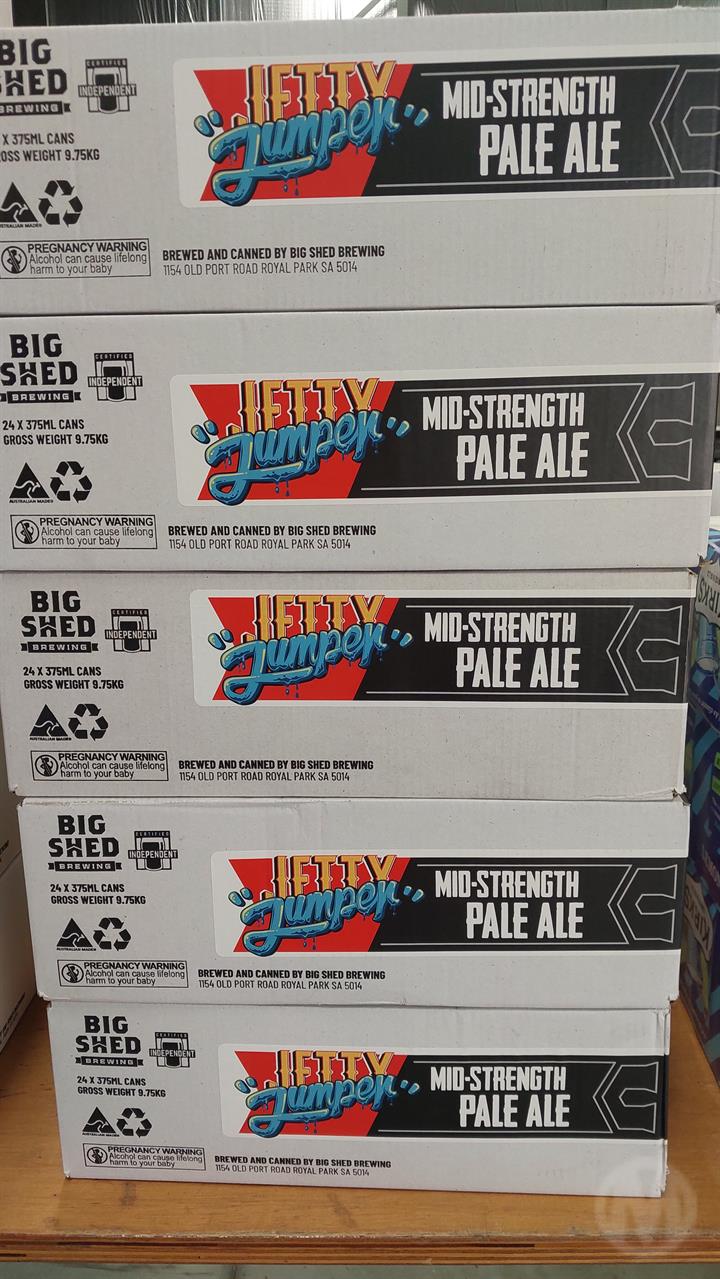 BIG
SHED
BREWING
CERTIFIED
INDEPENDENT
X 375ML CANS
OSS WEIGHT 9.75KG
AUSTRALIAN MADE
PREGNANCY WARNING
Alcohol can cause lifelong
harm to your baby
JETTY
Jumper
MID-STRENGTH
PALE ALE
BREWED AND CANNED BY BIG SHED BREWING
1154 OLD PORT ROAD ROYAL PARK SA 5014
BIG
SHED
BREWING
CERTIFIED
INDEPENDENT
24 X 375ML CANS
GROSS WEIGHT 9.75KG
AUSTRALIAN MADE
PREGNANCY WARNING
Alcohol can cause lifelong
harm to your baby
JETTY
Jumper
MID-STRENGTH
PALE ALE
BREWED AND CANNED BY BIG SHED BREWING
1154 OLD PORT ROAD ROYAL PARK SA 5014
BIG
SHED
BREWING
CERTIFIED
INDEPENDENT
24 X 375ML CANS
GROSS WEIGHT 9.75KG
AUSTRALIAN MADE
PREGNANCY WARNING
Alcohol can cause lifelong
harm to your baby
JETTY
Jumper
MID-STRENGTH
PALE ALE
BREWED AND CANNED BY BIG SHED BREWING
1154 OLD PORT ROAD ROYAL PARK SA 5014
BIG
SHED
BREWING
CERTIFIED
INDEPENDENT
24 X 375ML CANS
GROSS WEIGHT 9.75KG
AUSTRALIAN MADE
PREGNANCY WARNING
Alcohol can cause lifelong
harm to your baby
JETTY
Jumper
MID-STRENGTH
PALE ALE
BREWED AND CANNED BY BIG SHED BREWING
1154 OLD PORT ROAD ROYAL PARK SA 5014
BIG
SHED
BREWING
CERTIFIED
INDEPENDENT
24 X 375ML CANS
GROSS WEIGHT 9.75KG
AUSTRALIAN MADE
PREGNANCY WARNING
Alcohol can cause lifelong
harm to your baby
JETTY
Jumper
MID-STRENGTH
PALE ALE
BREWED AND CANNED BY BIG SHED BREWING
1154 OLD PORT ROAD ROYAL PARK SA 5014
M